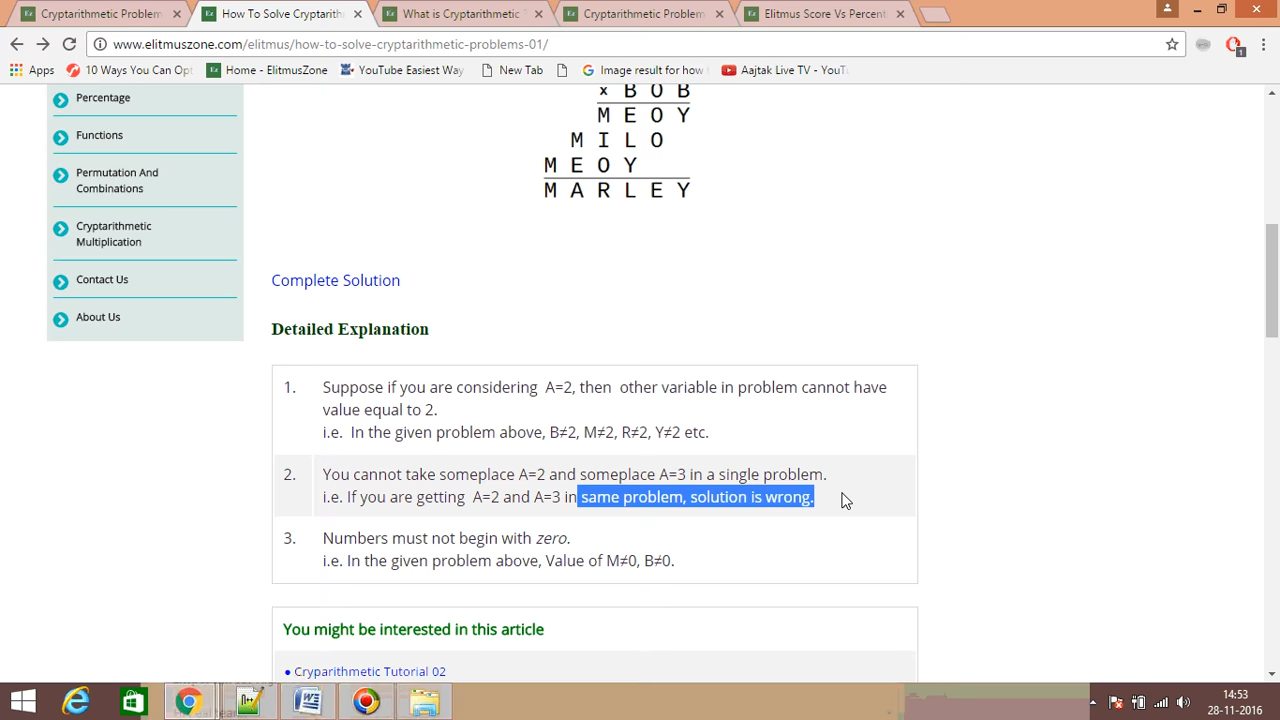 Cryptarithmetic Problem
How To Solve Cryptarith
What is Cryptarithmetic
Cryptarithmetic Problem
Elitmus Score Vs Percent
www.elitmuszone.com/elitmus/how-to-solve-cryptarithmetic-problems-01/
Apps
10 Ways You Can Opt
Home - ElitmusZone
YouTube Easiest Way
New Tab
Image result for how
Aajtak Live TV - YouT
Percentage
Functions
Permutation And
Combinations
Cryptarithmetic
Multiplication
Contact Us
About Us
x B O B
M E O Y
M I L O
M E O Y
M A R L E Y
Complete Solution
Detailed Explanation
1. Suppose if you are considering A=2, then other variable in problem cannot have
value equal to 2.
i.e. In the given problem above, B≠2, M≠2, R≠2, Y≠2 etc.
2. You cannot take someplace A=2 and someplace A=3 in a single problem.
i.e. If you are getting A=2 and A=3 in same problem, solution is wrong.
3. Numbers must not begin with zero.
i.e. In the given problem above, Value of M≠0, B≠0.
You might be interested in this article
• Cryparithmetic Tutorial 02
14:53
28-11-2016